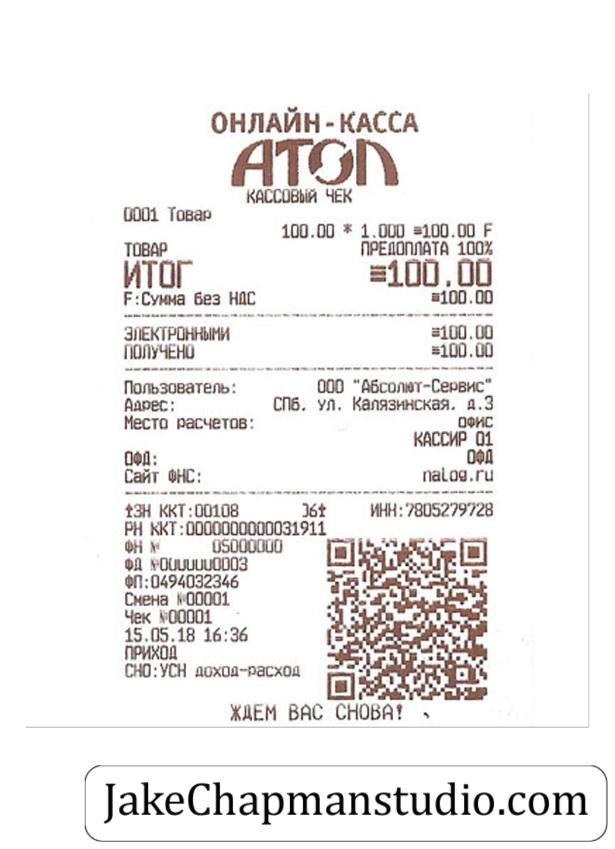 ОНЛАЙН-КАССА
АТОЛ
КАССОВЫЙ ЧЕК
0001 Товар
100.00 * 1.000 ≡100.00 F
ТОВАР ПРЕДОПЛАТА 100%
ИТОГ ≡100.00
F:Сумма без НДС ≡100.00
ЭЛЕКТРОННЫМИ ≡100.00
ПОЛУЧЕНО ≡100.00
Пользователь: ООО "Абсолют-Сервис"
Адрес: СПб, ул. Калязинская, д.3
Место расчетов: ОФИС
КАССИР 01
ОФД: ОФД
Сайт ФНС: nalog.ru
ЗН ККТ:00108 06 ИНН:7805279728
РН ККТ:0000000000031911
ФН № 05000000
ФД №0000000003
ФП:0494032346
Смена №00001
Чек №00001
15.05.18 16:36
ПРИХОД
СНО:УСН доход-расход
ЖДЕМ ВАС СНОВА!
JakeChapmanstudio.com